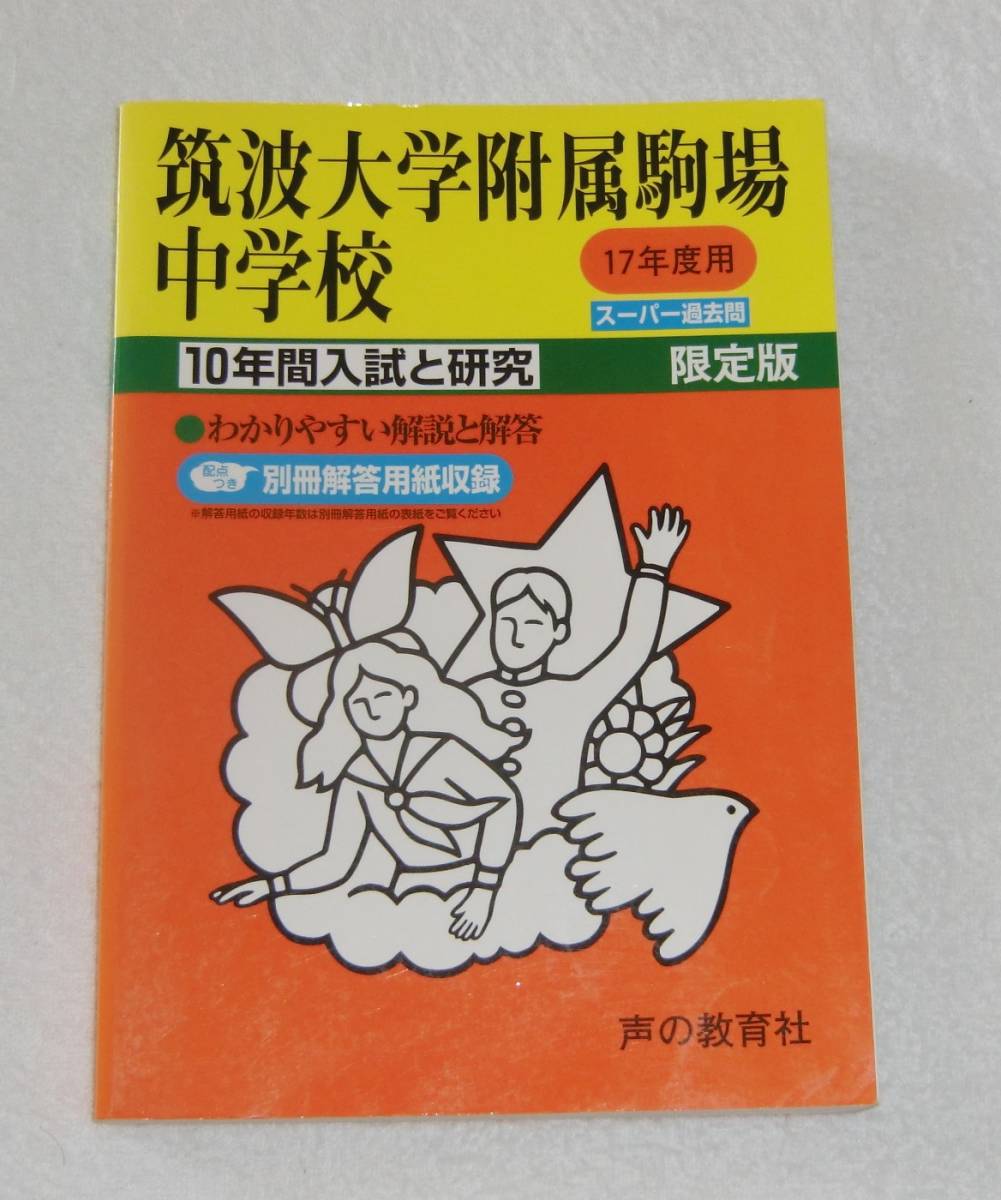 筑波大学附属駒場
中学校
17年度用
スーパー過去問
10年間入試と研究
限定版
●わかりやすい解説と解答
配点
つき
別冊解答用紙収録
※解答用紙の収録年数は別冊解答用紙の表紙をご覧ください
声の教育社